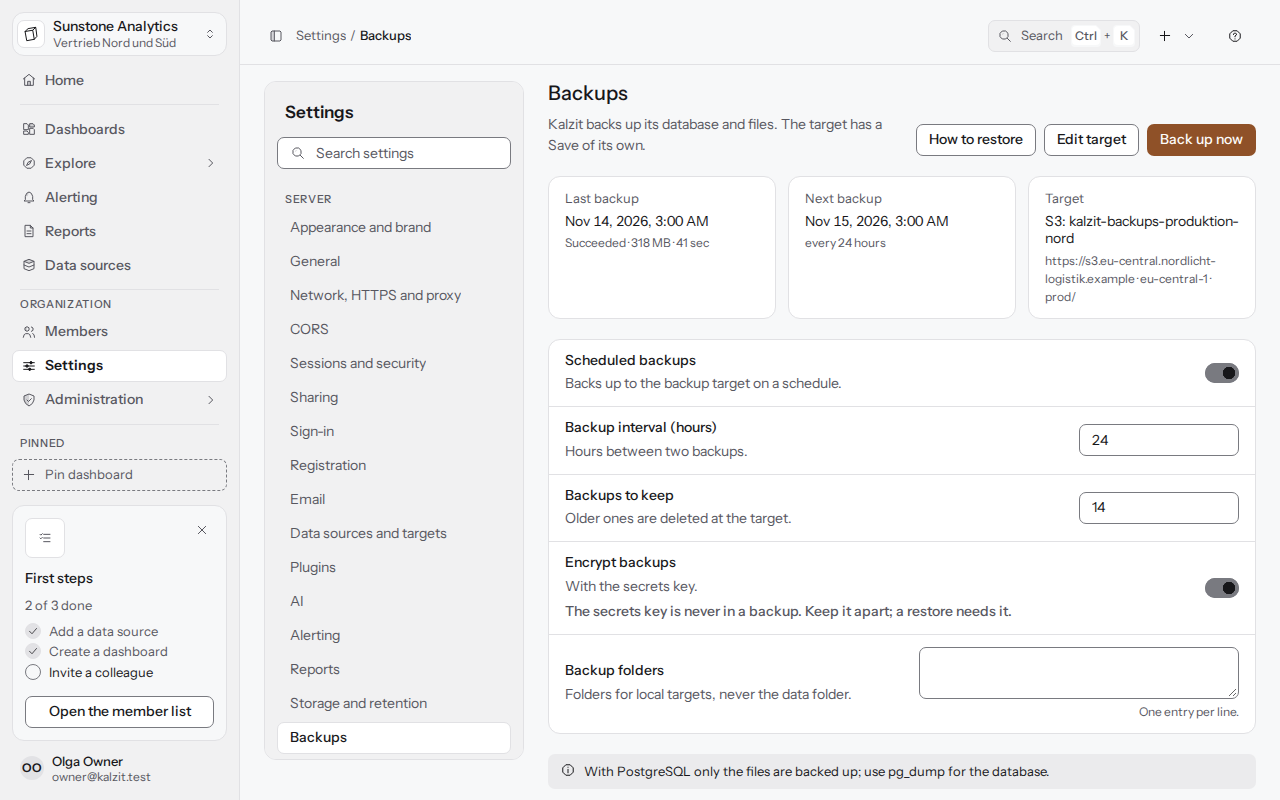 Sunstone Analytics
Vertrieb Nord und Süd
Home
Dashboards
Explore
Alerting
Reports
Data sources
ORGANIZATION
Members
Settings
Administration
PINNED
Pin dashboard
First steps
2 of 3 done
Add a data source
Create a dashboard
Invite a colleague
Open the member list
OO
Olga Owner
owner@kalzit.test
Settings / Backups
Search Ctrl + K
Settings
Search settings
SERVER
Appearance and brand
General
Network, HTTPS and proxy
CORS
Sessions and security
Sharing
Sign-in
Registration
Email
Data sources and targets
Plugins
AI
Alerting
Reports
Storage and retention
Backups
Backups
Kalzit backs up its database and files. The target has a
Save of its own.
How to restore
Edit target
Back up now
Last backup
Nov 14, 2026, 3:00 AM
Succeeded · 318 MB · 41 sec
Next backup
Nov 15, 2026, 3:00 AM
every 24 hours
Target
S3: kalzit-backups-produktion-
nord
https://s3.eu-central.nordlicht-
logistik.example · eu-central-1 ·
prod/
Scheduled backups
Backs up to the backup target on a schedule.
Backup interval (hours)
Hours between two backups.
24
Backups to keep
Older ones are deleted at the target.
14
Encrypt backups
With the secrets key.
The secrets key is never in a backup. Keep it apart; a restore needs it.
Backup folders
Folders for local targets, never the data folder.
One entry per line.
With PostgreSQL only the files are backed up; use pg_dump for the database.